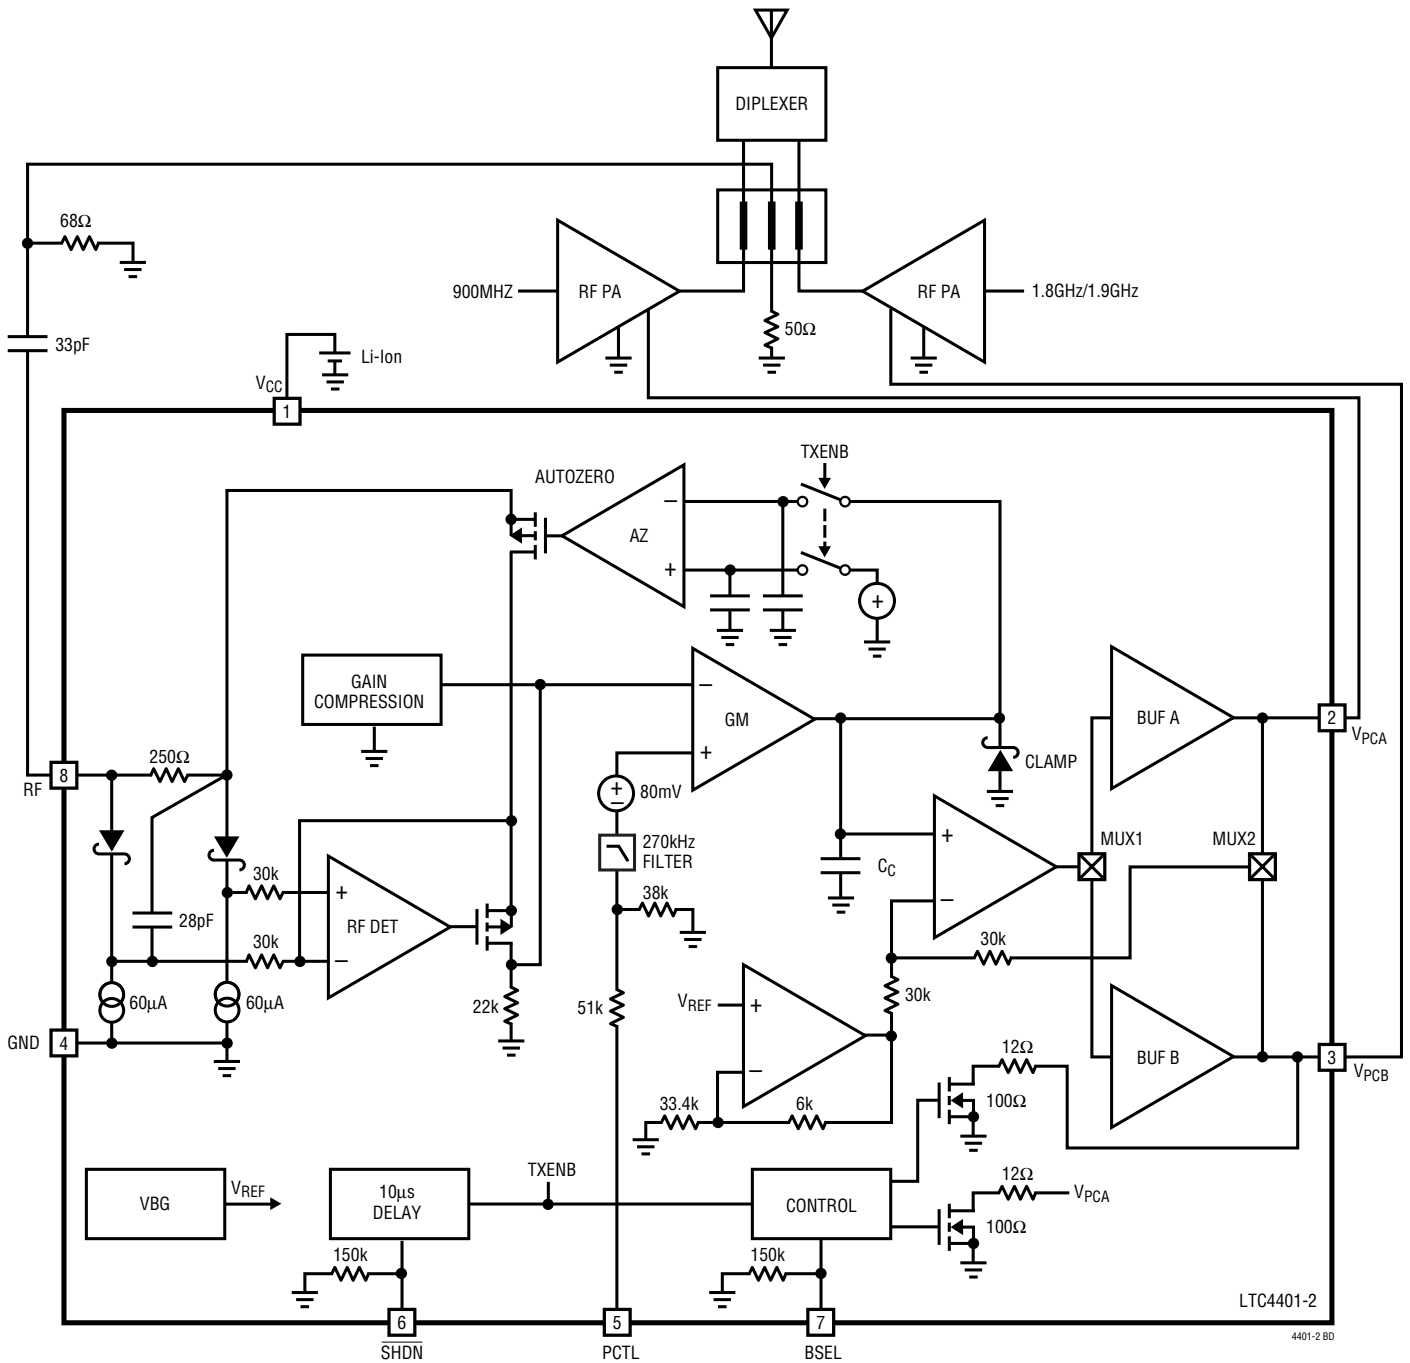 DIPLEXER
68Ω
900MHZ
RF PA
RF PA
1.8GHz/1.9GHz
50Ω
33pF
Li-Ion
VCC
1
TXENB
AUTOZERO
−
AZ
+
+
GAIN
COMPRESSION
−
GM
+
BUF A
2
VPCA
250Ω
8
RF
CLAMP
+
−
80mV
270kHz
FILTER
MUX1
MUX2
+
−
CC
30k
38k
+
RF DET
−
28pF
30k
30k
60µA
60µA
22k
51k
VREF
+
−
30k
GND
4
BUF B
3
VPCB
12Ω
100Ω
33.4k
6k
VBG
VREF
10µs
DELAY
TXENB
CONTROL
12Ω
VPCA
100Ω
150k
150k
LTC4401-2
6
5
7
SHDN
PCTL
BSEL
4401-2 BD